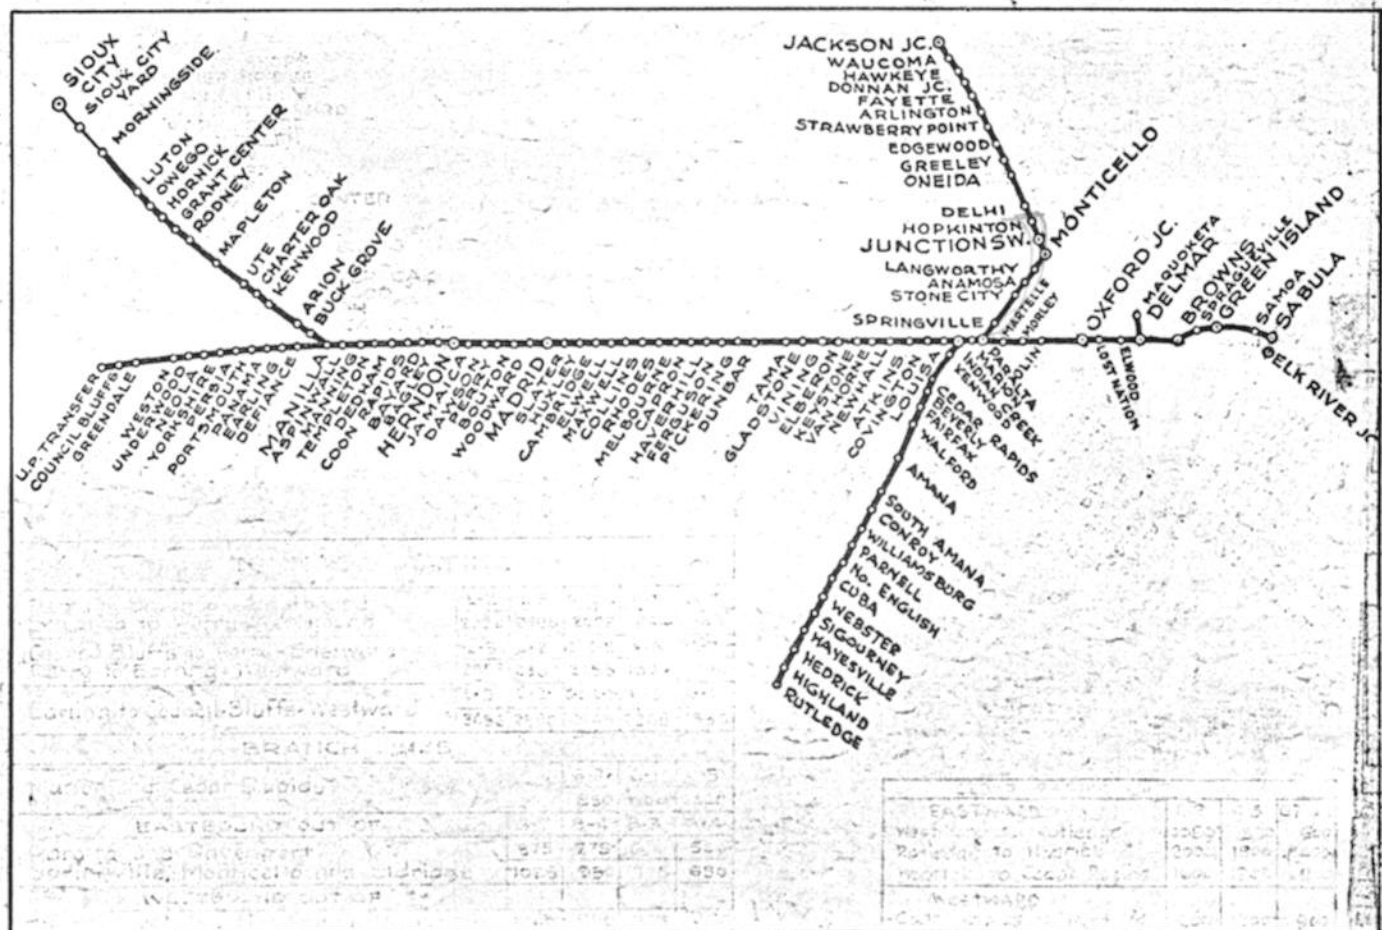 SIOUX
CITY
SIOUX CITY
YARD
MORNINGSIDE
LUTON
OWEGO
HORNICK
GRANT CENTER
RODNEY
MAPLETON
UTE
CHARTER OAK
KENWOOD
ARION
BUCK GROVE
JACKSON JC.
WAUCOMA
HAWKEYE
DONNAN JC.
FAYETTE
ARLINGTON
STRAWBERRY POINT
EDGEWOOD
GREELEY
ONEIDA
DELHI
HOPKINTON
JUNCTION SW.
MONTICELLO
LANGWORTHY
ANAMOSA
STONE CITY
SPRINGVILLE
MARTELLE
MORLEY
OXFORD JC.
MAQUOKETA
DELMAR
BROWNS
SPRAGUEVILLE
GREEN ISLAND
SAMOA
SABULA
ELK RIVER JC.
U.P. TRANSFER
COUNCIL BLUFFS
GREENDALE
WESTON
UNDERWOOD
NEOLA
YORKSHIRE
PERSIA
PORTSMOUTH
PANAMA
EARLING
DEFIANCE
MANILLA
ASPINWALL
MANNING
TEMPLETON
DEDHAM
COON RAPIDS
BAYARD
BAGLEY
HERNDON
JAMAICA
DAWSON
PERRY
BOUTON
WOODWARD
MADRID
SLATER
HUXLEY
CAMBRIDGE
ELWELL
MAXWELL
COLLINS
RHODES
MELBOURNE
CAPRON
HAVERHILL
FERGUSON
PICKERING
DUNBAR
TAMA
GLADSTONE
VINING
ELBERON
KEYSTONE
VAN HORNE
NEWHALL
ATKINS
COVINGTON
LOUISA
PARALTA
MARION
INDIAN CREEK
KENWOOD
CEDAR RAPIDS
BEVERLY
FAIRFAX
WALFORD
AMANA
SOUTH AMANA
CONROY
WILLIAMSBURG
PARNELL
NO. ENGLISH
CUBA
WEBSTER
SIGOURNEY
HAYESVILLE
HEDRICK
HIGHLAND
RUTLEDGE
OLIN
LOST NATION
ELWOOD